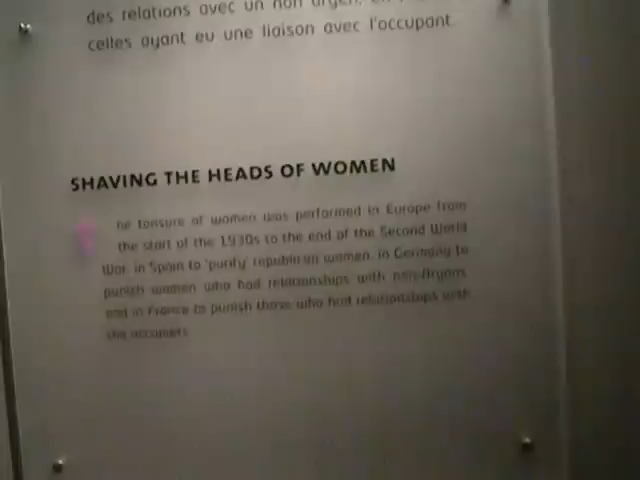 des relations avec un non
celles ayant eu une liaison avec l'occupant.
SHAVING THE HEADS OF WOMEN
The tonsure of women was performed in Europe from
the start of the 1930s to the end of the Second World
War, in Spain to 'purify' republican women, in Germany to
punish women who had relationships with non-Aryans
and in France to punish those who had relationships with
the occupiers.